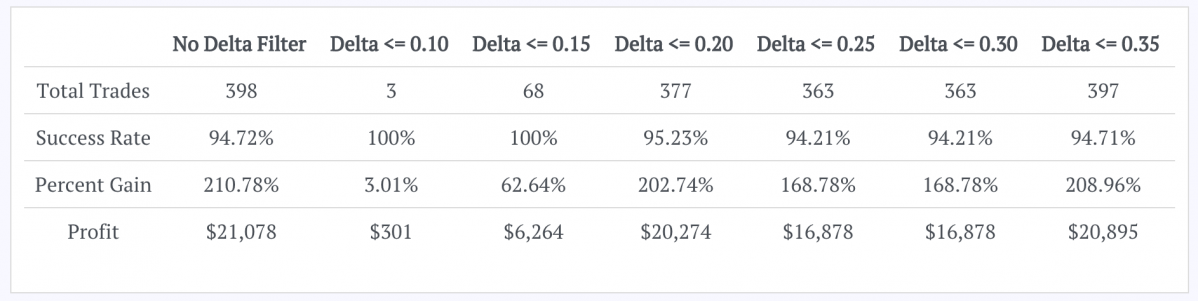 No Delta Filter Delta <= 0.10 Delta <= 0.15 Delta <= 0.20 Delta <= 0.25 Delta <= 0.30 Delta <= 0.35
Total Trades 398 3 68 377 363 363 397
Success Rate 94.72% 100% 100% 95.23% 94.21% 94.21% 94.71%
Percent Gain 210.78% 3.01% 62.64% 202.74% 168.78% 168.78% 208.96%
Profit $21,078 $301 $6,264 $20,274 $16,878 $16,878 $20,895